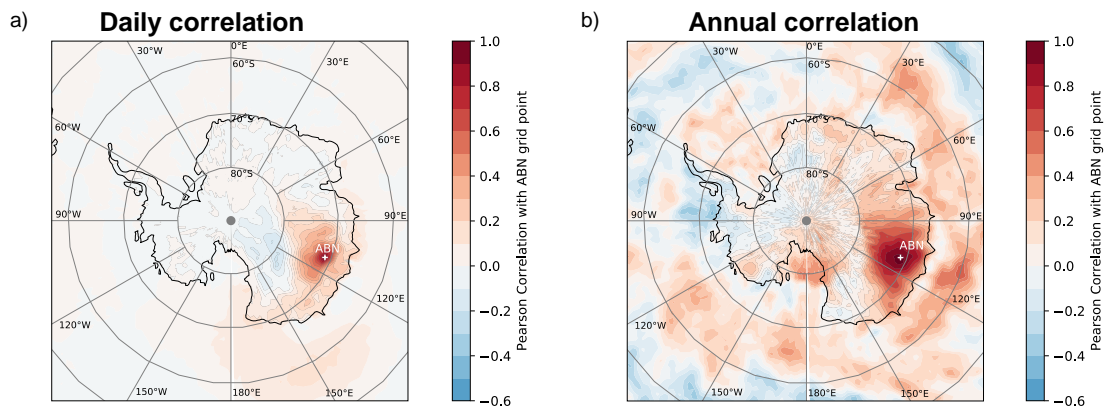 a)
Daily correlation
0°E
30°E
60°E
90°E
120°E
150°E
180°E
150°W
120°W
90°W
60°W
30°W
60°S
70°S
80°S
ABN
1.0
0.8
0.6
0.4
0.2
0.0
−0.2
−0.4
−0.6
Pearson Correlation with ABN grid point
b)
Annual correlation
0°E
30°E
60°E
90°E
120°E
150°E
180°E
150°W
120°W
90°W
60°W
30°W
60°S
70°S
80°S
ABN
1.0
0.8
0.6
0.4
0.2
0.0
−0.2
−0.4
−0.6
Pearson Correlation with ABN grid point